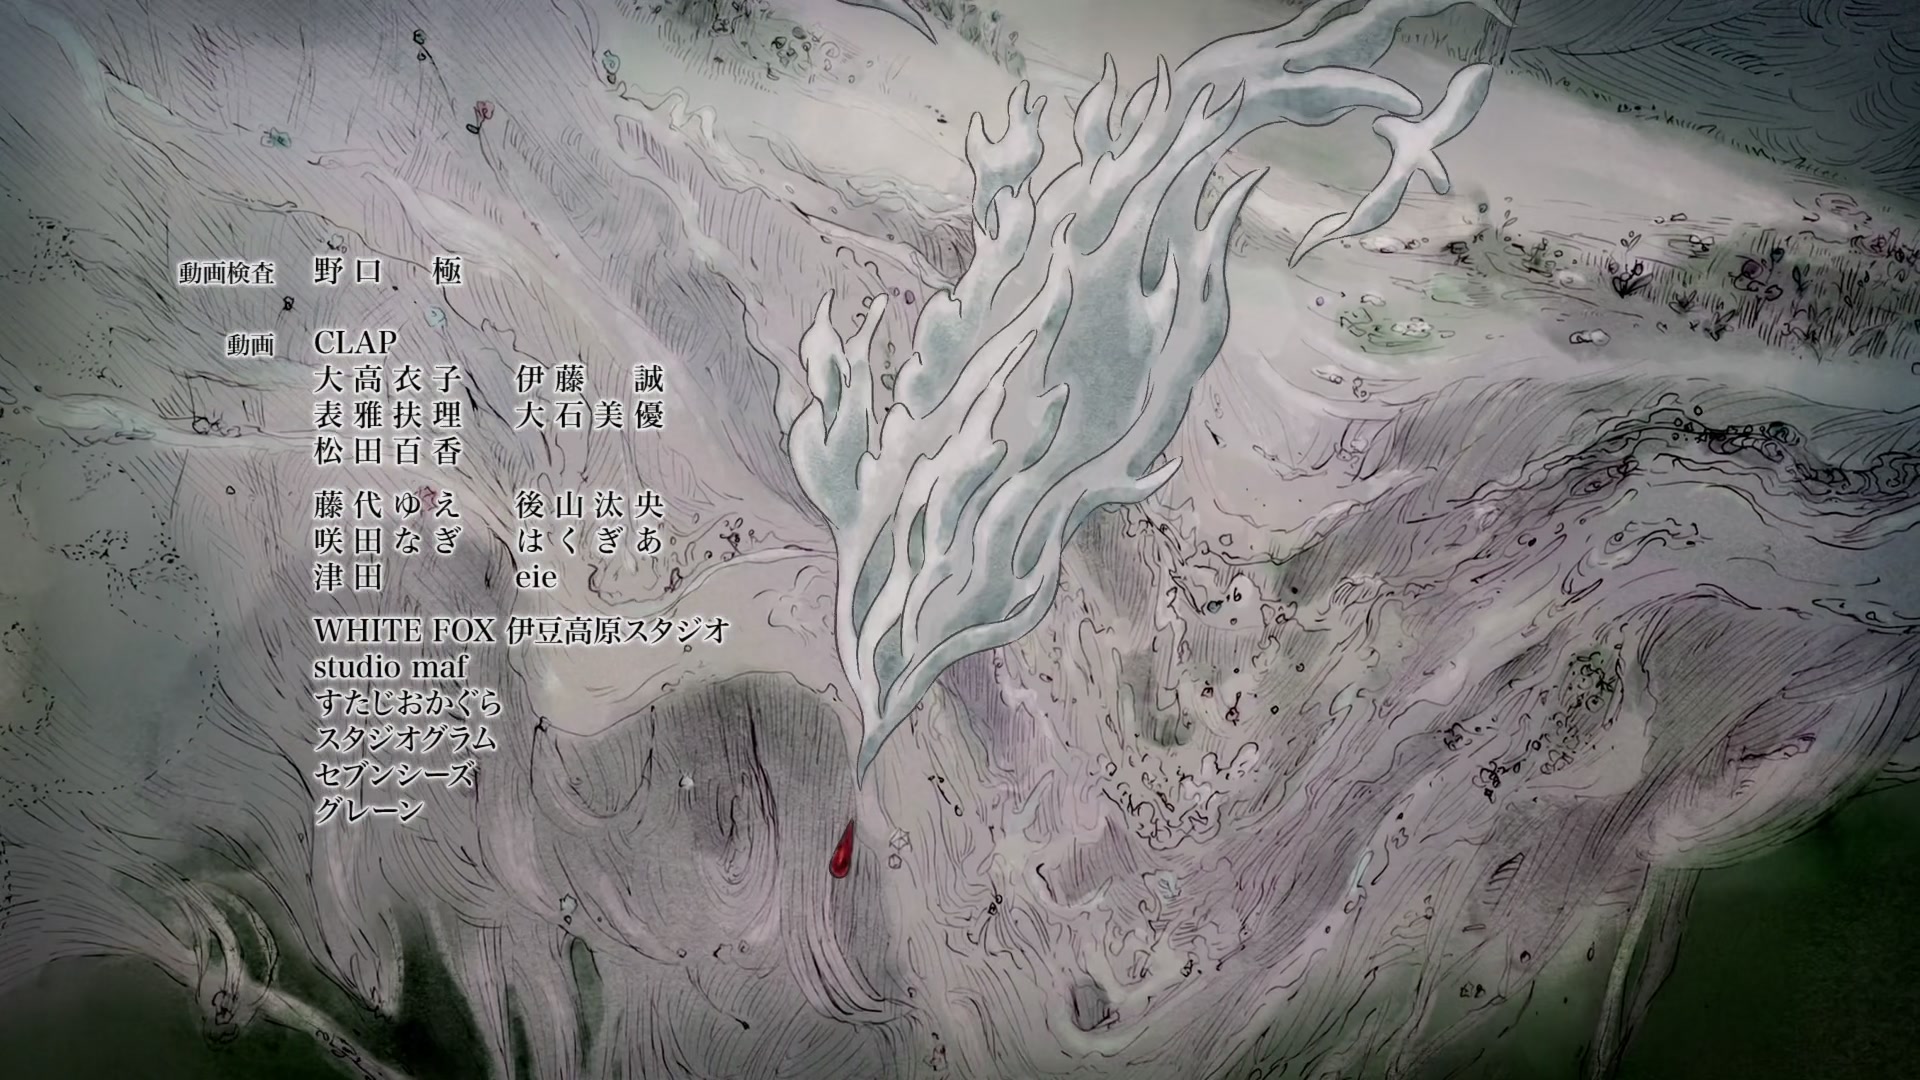 動画検査 野口 極
動画 CLAP
大高衣子 伊藤 誠
表雅扶理 大石美優
松田百香
藤代ゆえ 後山汰央
咲田なぎ はくぎあ
津田 eie
WHITE FOX 伊豆高原スタジオ
studio maf
すたじおかぐら
スタジオグラム
セブンシーズ
グレーン